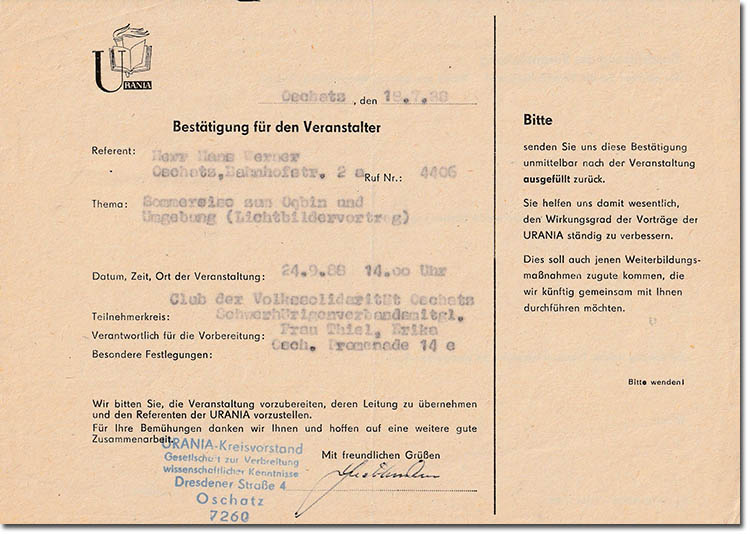 URANIA
Oschatz, den 18.7.88
Bestätigung für den Veranstalter
Referent: Herr Hans Werner
Oschatz,Bahnhofstr. 2 a Ruf Nr.: 4406
Thema: Sommerreise zum Oybin und
Umgebung (Lichtbildervortrag)
Datum, Zeit, Ort der Veranstaltung: 24.9.88 14.00 Uhr
Club der Volkssolidarität Oschatz
Teilnehmerkreis: Schwerhörigenverbandsmitgl.
Verantwortlich für die Vorbereitung: Frau Thiel, Erika
Besondere Festlegungen: Osch. Promenade 14 e
Wir bitten Sie, die Veranstaltung vorzubereiten, deren Leitung zu übernehmen
und den Referenten der URANIA vorzustellen.
Für Ihre Bemühungen danken wir Ihnen und hoffen auf eine weitere gute
Zusammenarbeit.
Mit freundlichen Grüßen
URANIA-Kreisvorstand
Gesellschaft zur Verbreitung
wissenschaftlicher Kenntnisse
Dresdener Straße 4
Oschatz
7260
Bitte
senden Sie uns diese Bestätigung
unmittelbar nach der Veranstaltung
ausgefüllt zurück.
Sie helfen uns damit wesentlich,
den Wirkungsgrad der Vorträge der
URANIA ständig zu verbessern.
Dies soll auch jenen Weiterbildungs-
maßnahmen zugute kommen, die
wir künftig gemeinsam mit Ihnen
durchführen möchten.
Bitte wenden!